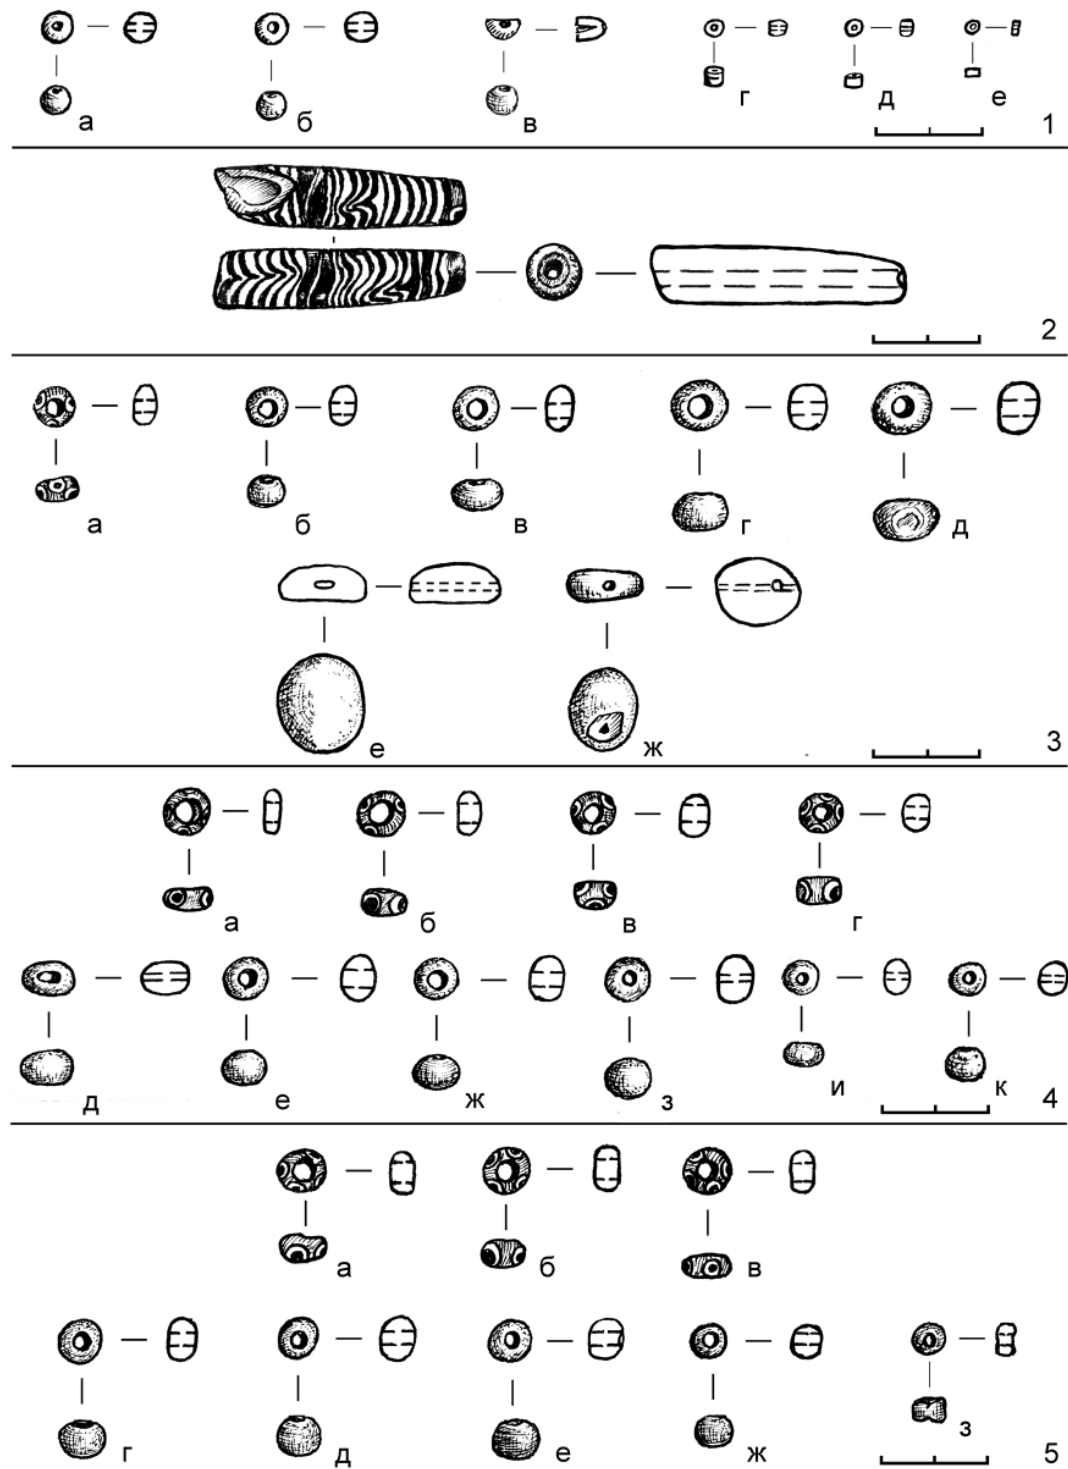 а б в г д е 1
2
а б в г д
е ж 3
а б в г
д е ж з и к 4
а б в
г д е ж з 5